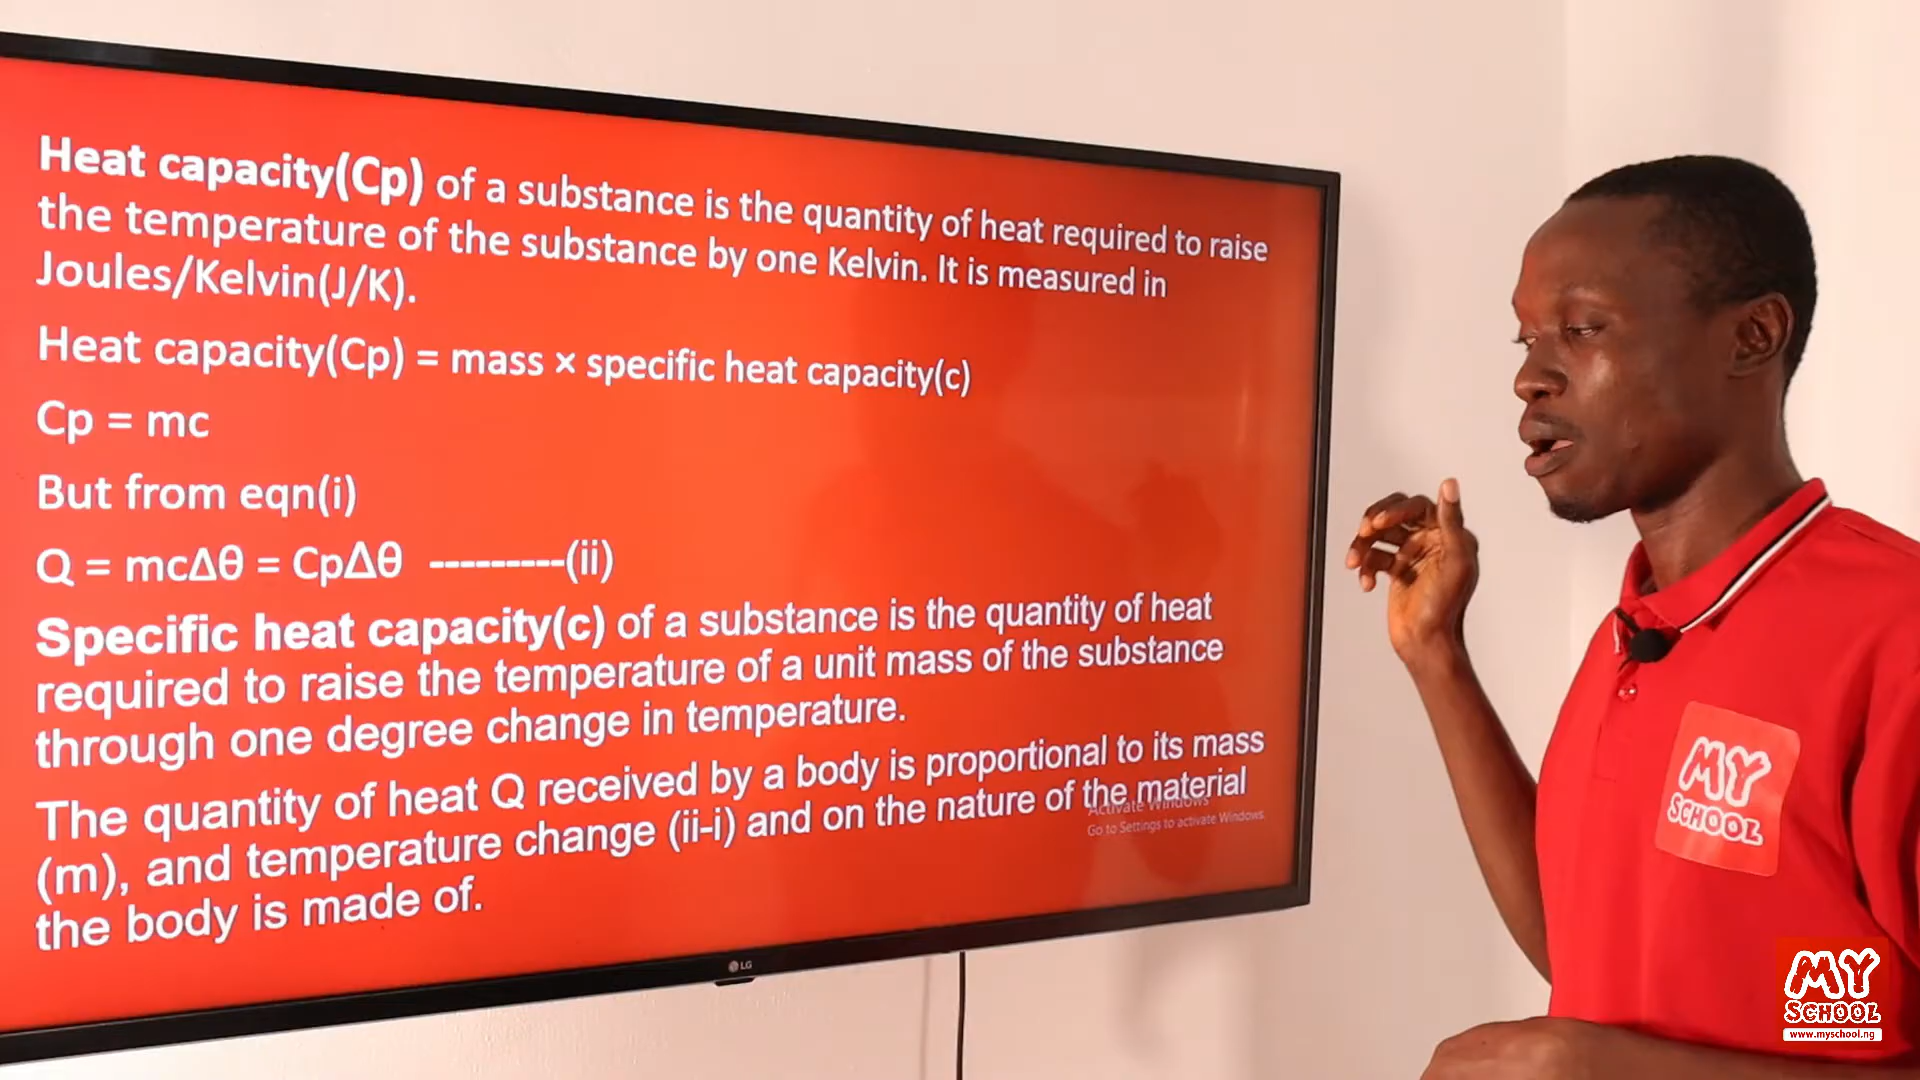 Heat capacity(Cp) of a substance is the quantity of heat required to raise
the temperature of the substance by one Kelvin. It is measured in
Joules/Kelvin(J/K).
Heat capacity(Cp) = mass × specific heat capacity(c)
Cp = mc
But from eqn(i)
Q = mcΔθ = CpΔθ ----------(ii)
Specific heat capacity(c) of a substance is the quantity of heat
required to raise the temperature of a unit mass of the substance
through one degree change in temperature.
The quantity of heat Q received by a body is proportional to its mass
(m), and temperature change (ii-i) and on the nature of the material
the body is made of.
Activate Windows
Go to Settings to activate Windows.
LG
MY
SCHOOL
MY
SCHOOL
www.myschool.ng